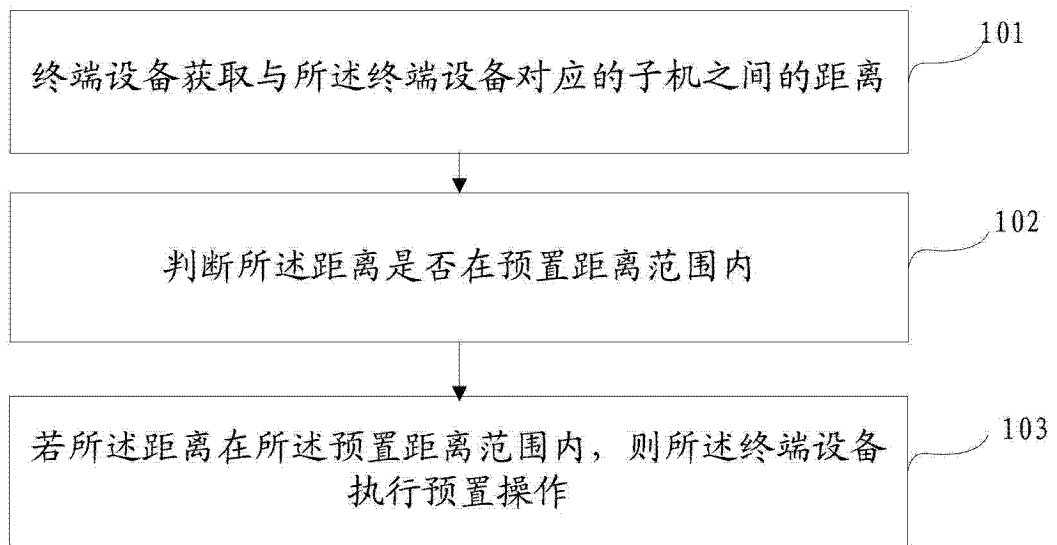 101
终端设备获取与所述终端设备对应的子机之间的距离
102
判断所述距离是否在预置距离范围内
103
若所述距离在所述预置距离范围内，则所述终端设备
执行预置操作